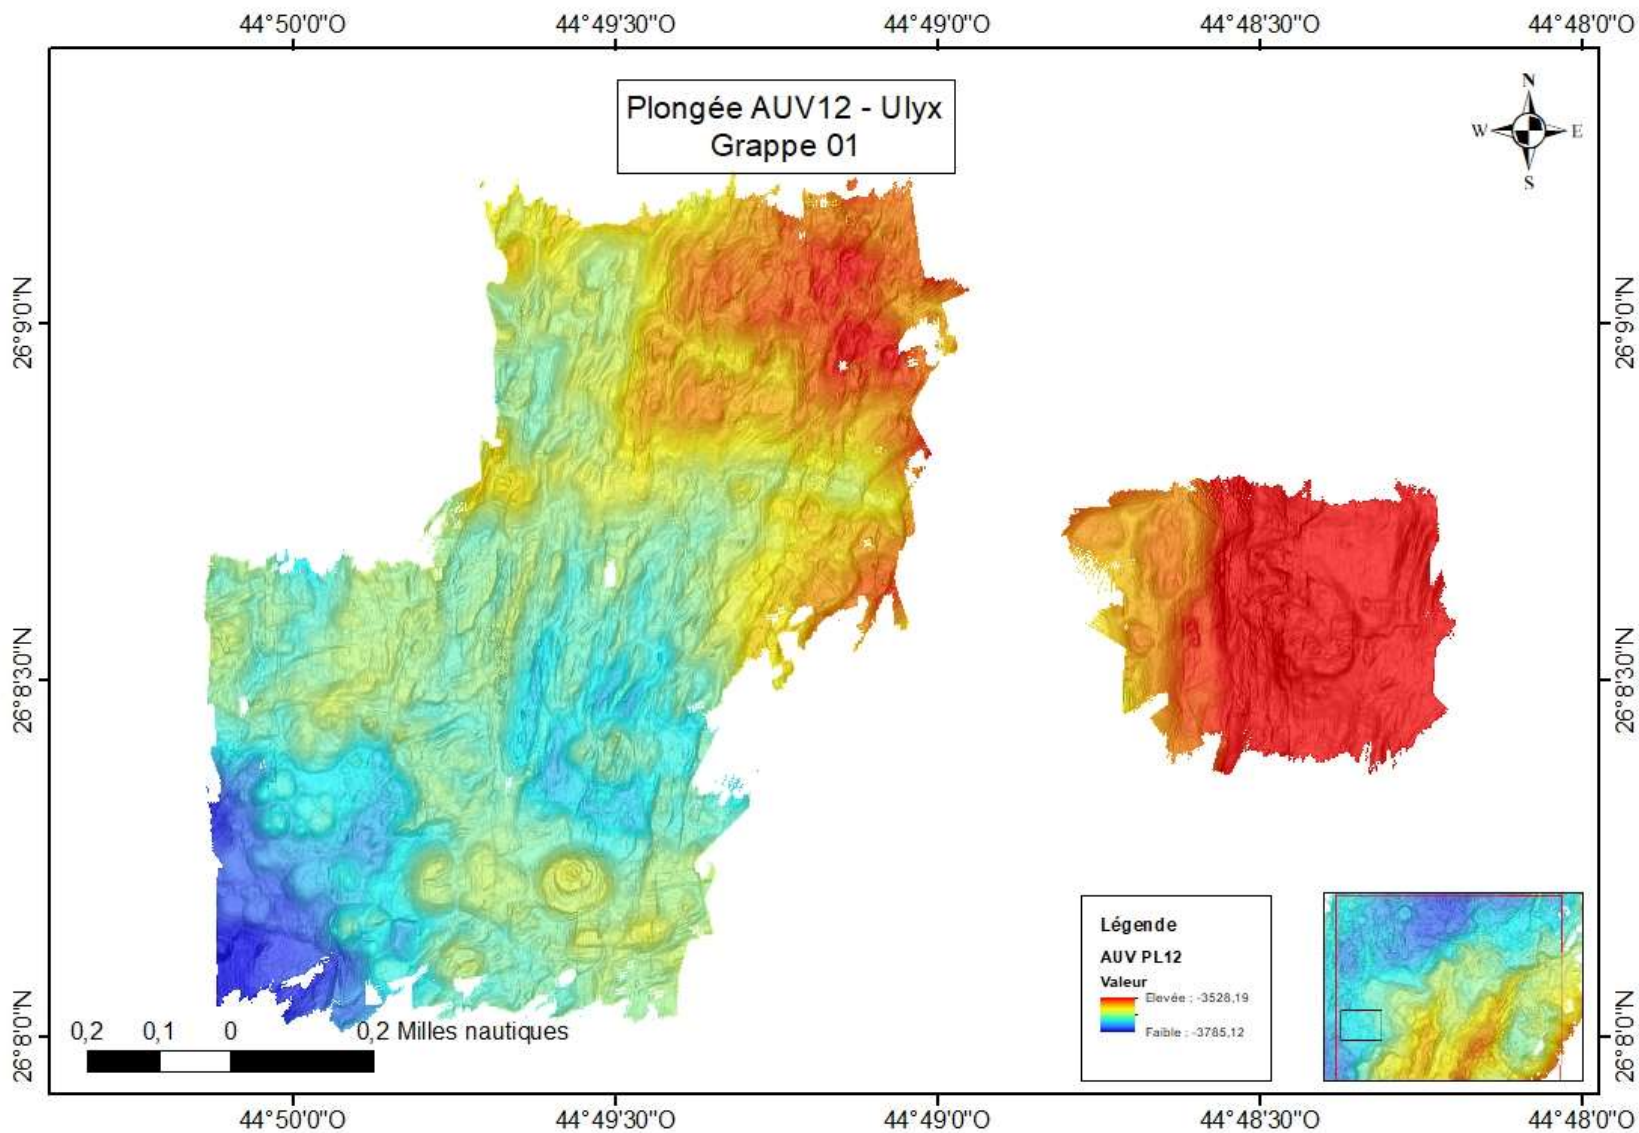 44°50'0"O 44°49'30"O 44°49'0"O 44°48'30"O 44°48'0"O
Plongée AUV12 - Ulyx
Grappe 01
N
W E
S
26°9'0"N 26°9'0"N
26°8'30"N 26°8'30"N
26°8'0"N 26°8'0"N
Légende
AUV PL12
Valeur
Elevée : -3528,19
Faible : -3785,12
0,2 0,1 0 0,2 Milles nautiques
44°50'0"O 44°49'30"O 44°49'0"O 44°48'30"O 44°48'0"O